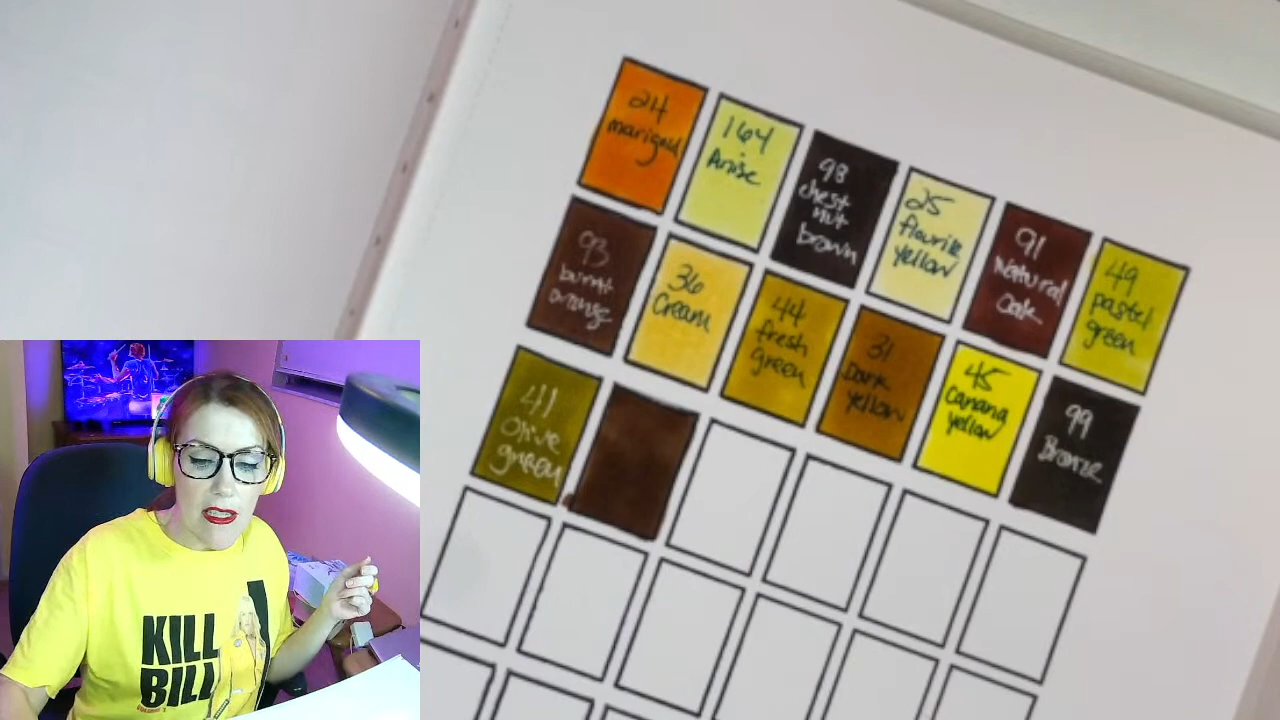 24
marigold
164
Anise
98
chest
nut
brown
25
flourite
yellow
91
Natural
Oak
49
pastel
green
93
burnt
orange
36
Cream
44
fresh
green
31
Dark
yellow
45
Canary
yellow
99
Bronze
41
Olive
green
KILL
BILL